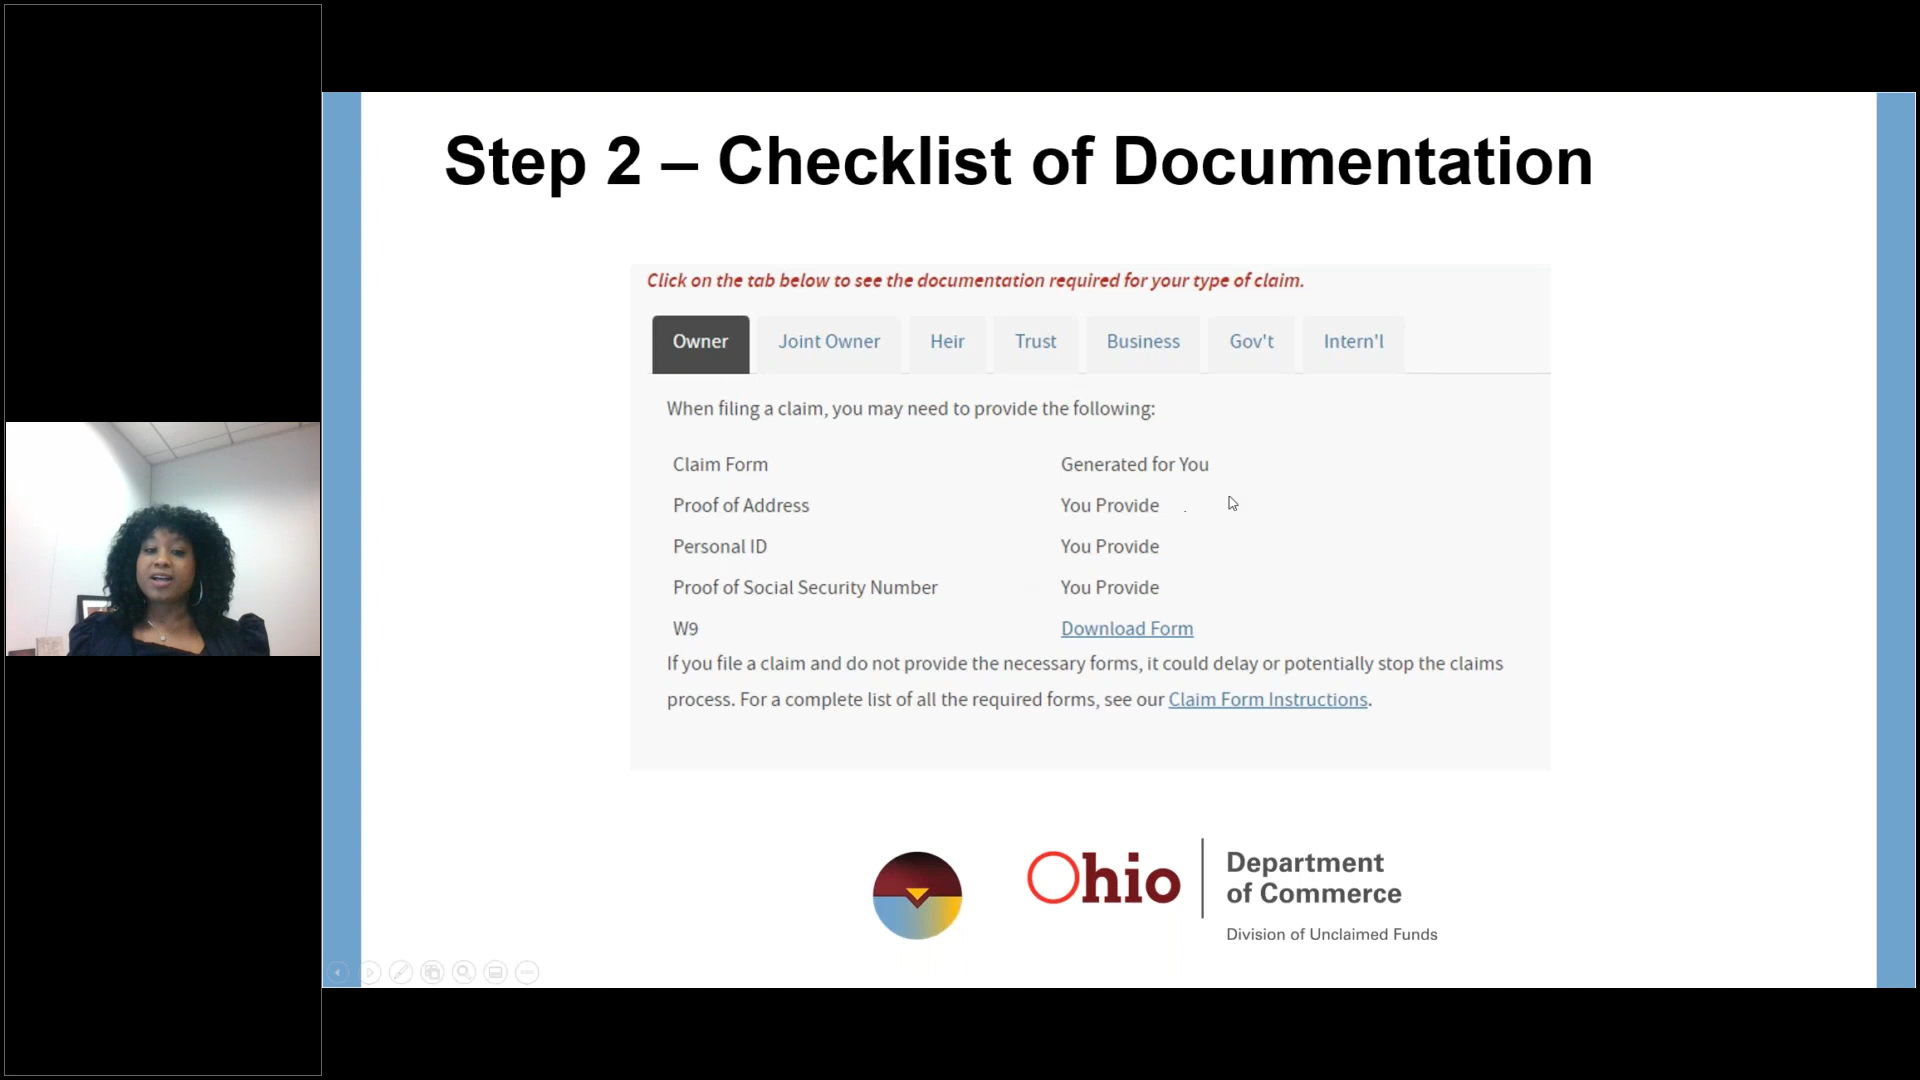 Step 2 – Checklist of Documentation
Click on the tab below to see the documentation required for your type of claim.
Owner Joint Owner Heir Trust Business Gov't Intern'l
When filing a claim, you may need to provide the following:
Claim Form Generated for You
Proof of Address You Provide
Personal ID You Provide
Proof of Social Security Number You Provide
W9 Download Form
If you file a claim and do not provide the necessary forms, it could delay or potentially stop the claims
process. For a complete list of all the required forms, see our Claim Form Instructions.
Ohio
Department
of Commerce
Division of Unclaimed Funds